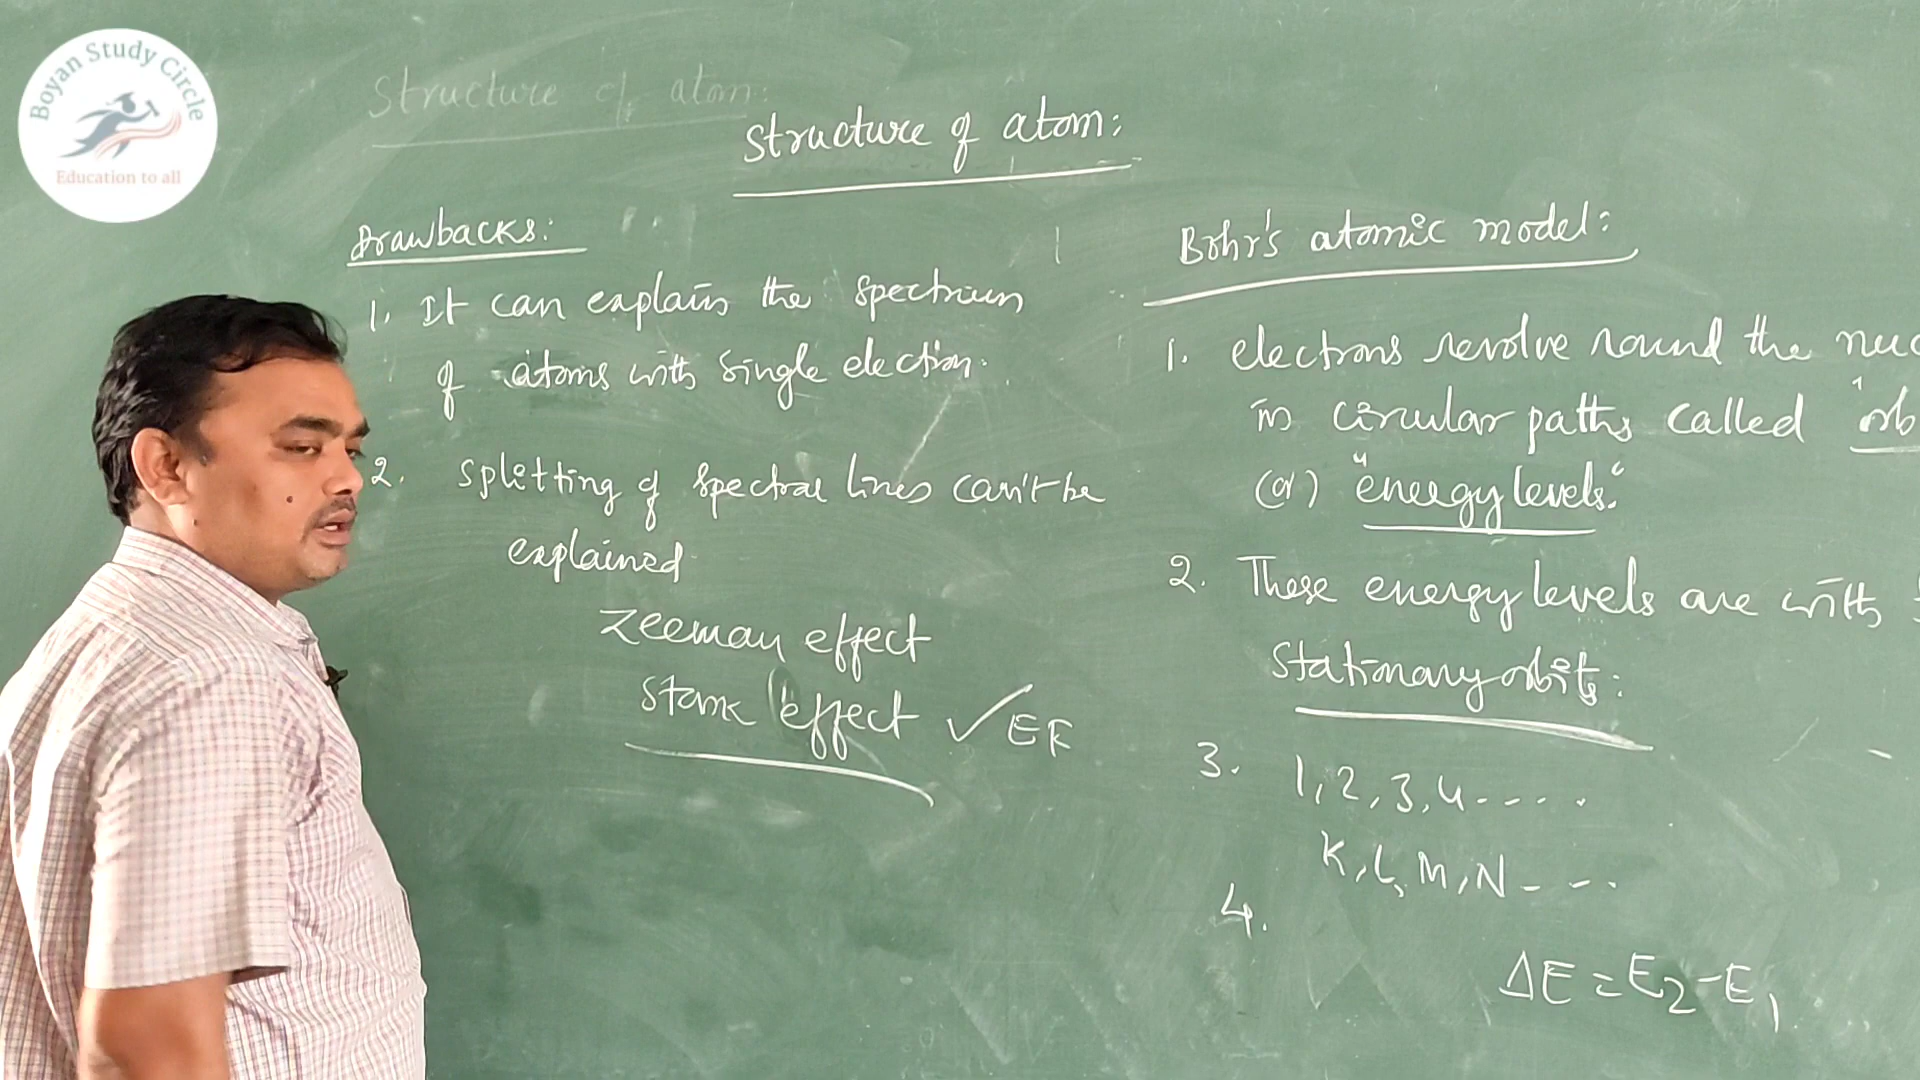 Boyan Study Circle
Education to all
Structure of atom:
Structure of atom:
Drawbacks:
1. It can explain the spectrum
of atoms with single electron.
2. splitting of spectral lines can't be
explained
Zeeman effect
Stark effect ✓ EF
Bohr's atomic model:
1. electrons revolve round the nuc
in circular paths called "orb
(or) "energy levels."
2. These energy levels are with
Stationary orbits:
3. 1, 2, 3, 4 - - - -
K, L, M, N - - -
4.
ΔE = E2 - E1